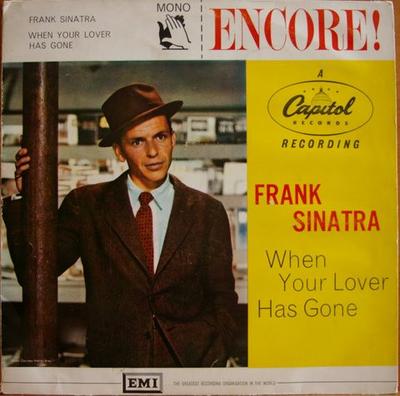 FRANK SINATRA
WHEN YOUR LOVER
HAS GONE
MONO
ENCORE!
A
Capitol
RECORDS
RECORDING
FRANK
SINATRA
When
Your Lover
Has Gone
EMI
THE GREATEST RECORDING ORGANISATION IN THE WORLD